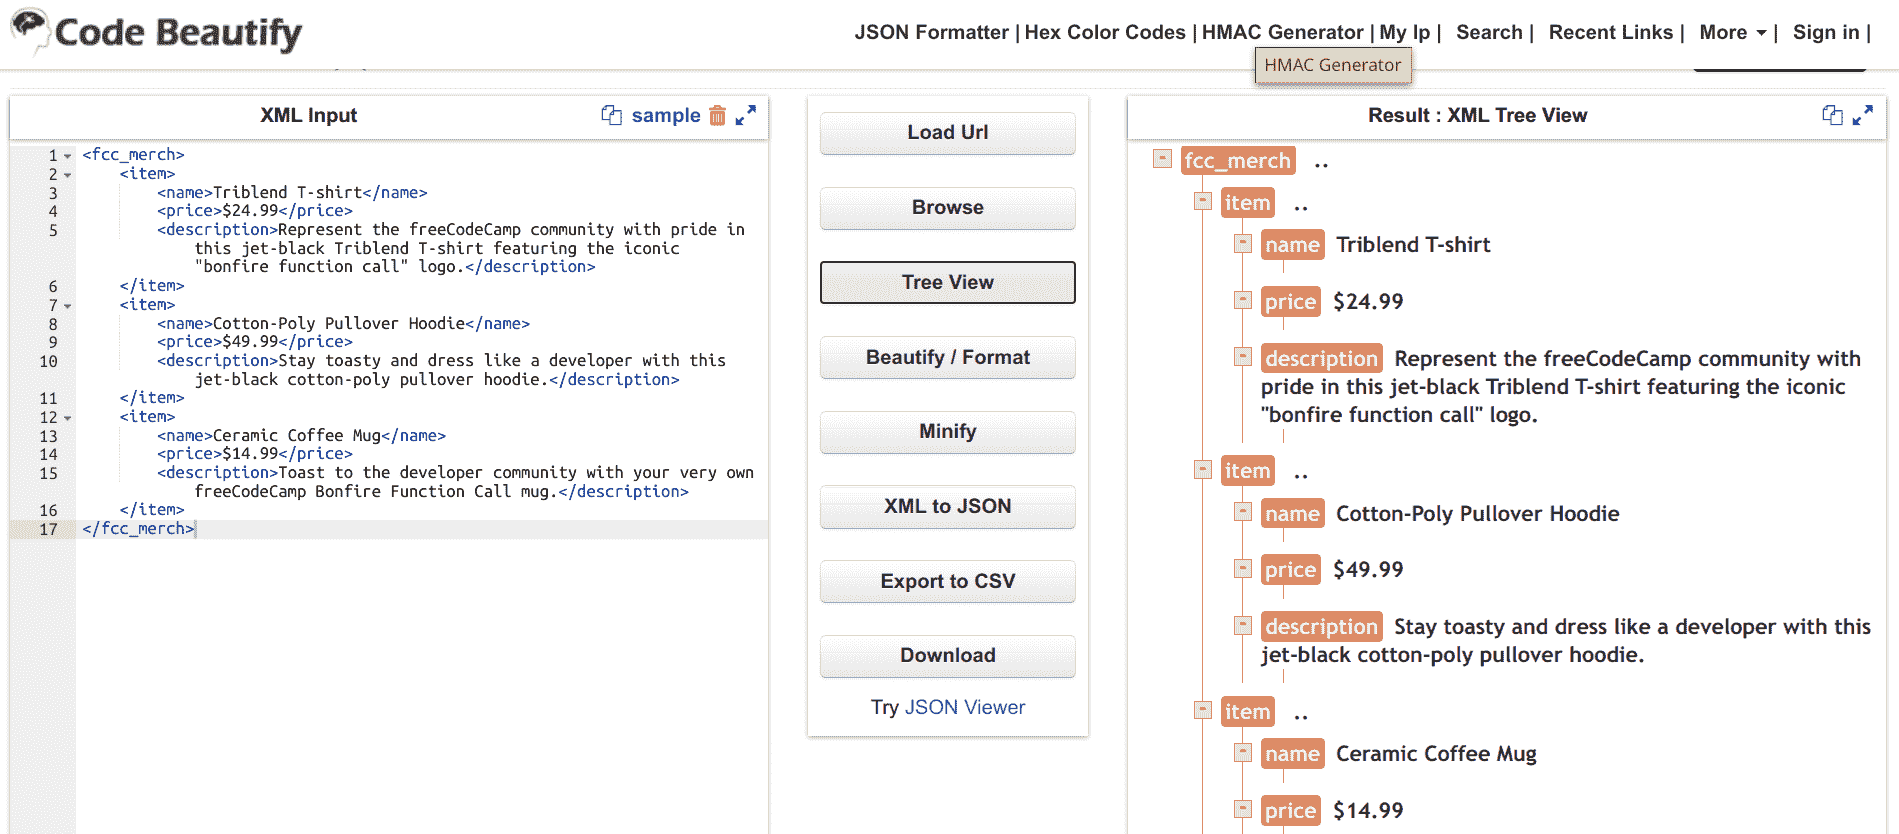 Code Beautify
JSON Formatter | Hex Color Codes | HMAC Generator | My Ip | Search | Recent Links | More | Sign in |
HMAC Generator
XML Input
sample
1 <fcc_merch>
2 <item>
3 <name>Triblend T-shirt</name>
4 <price>$24.99</price>
5 <description>Represent the freeCodeCamp community with pride in
this jet-black Triblend T-shirt featuring the iconic
"bonfire function call" logo.</description>
6 </item>
7 <item>
8 <name>Cotton-Poly Pullover Hoodie</name>
9 <price>$49.99</price>
10 <description>Stay toasty and dress like a developer with this
jet-black cotton-poly pullover hoodie.</description>
11 </item>
12 <item>
13 <name>Ceramic Coffee Mug</name>
14 <price>$14.99</price>
15 <description>Toast to the developer community with your very own
freeCodeCamp Bonfire Function Call mug.</description>
16 </item>
17 </fcc_merch>
Load Url
Browse
Tree View
Beautify / Format
Minify
XML to JSON
Export to CSV
Download
Try JSON Viewer
Result : XML Tree View
fcc_merch ..
item ..
name Triblend T-shirt
price $24.99
description Represent the freeCodeCamp community with
pride in this jet-black Triblend T-shirt featuring the iconic
"bonfire function call" logo.
item ..
name Cotton-Poly Pullover Hoodie
price $49.99
description Stay toasty and dress like a developer with this
jet-black cotton-poly pullover hoodie.
item ..
name Ceramic Coffee Mug
price $14.99